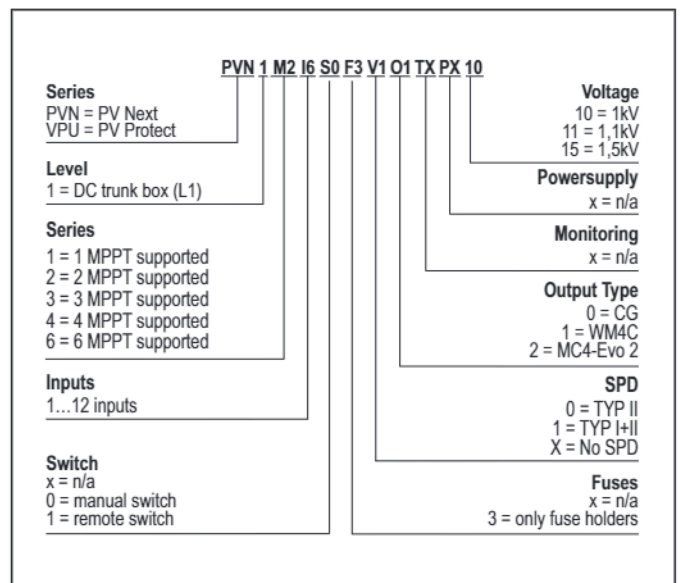 PVN 1 M2 I6 S0 F3 V1 O1 TX PX 10
Series
PVN = PV Next
VPU = PV Protect
Level
1 = DC trunk box (L1)
Series
1 = 1 MPPT supported
2 = 2 MPPT supported
3 = 3 MPPT supported
4 = 4 MPPT supported
6 = 6 MPPT supported
Inputs
1...12 inputs
Switch
x = n/a
0 = manual switch
1 = remote switch
Voltage
10 = 1kV
11 = 1,1kV
15 = 1,5kV
Powersupply
x = n/a
Monitoring
x = n/a
Output Type
0 = CG
1 = WM4C
2 = MC4-Evo 2
SPD
0 = TYP II
1 = TYP I+II
X = No SPD
Fuses
x = n/a
3 = only fuse holders